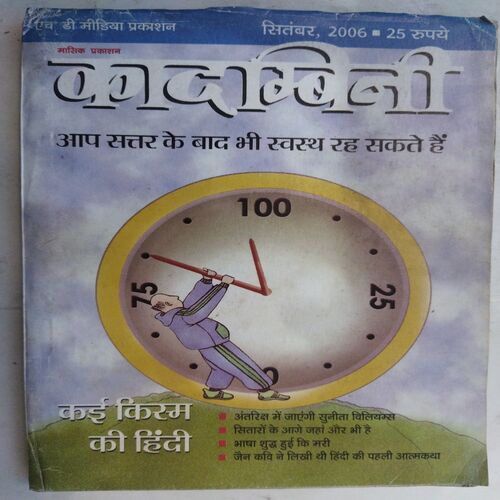 एच डी मीडिया प्रकाशन
सितंबर, 2006 ■ 25 रुपये
मासिक प्रकाशन
कादम्बिनी
आप सत्तर के बाद भी स्वस्थ रह सकते हैं
100
75
25
0
कई किस्म
की हिंदी
■ अंतरिक्ष में जाएंगी सुनीता विलियम्स
■ सितारों के आगे जहां और भी है
■ भाषा शुद्ध हुई कि मरी
■ जैन कवि ने लिखी थी हिंदी की पहली आत्मकथा